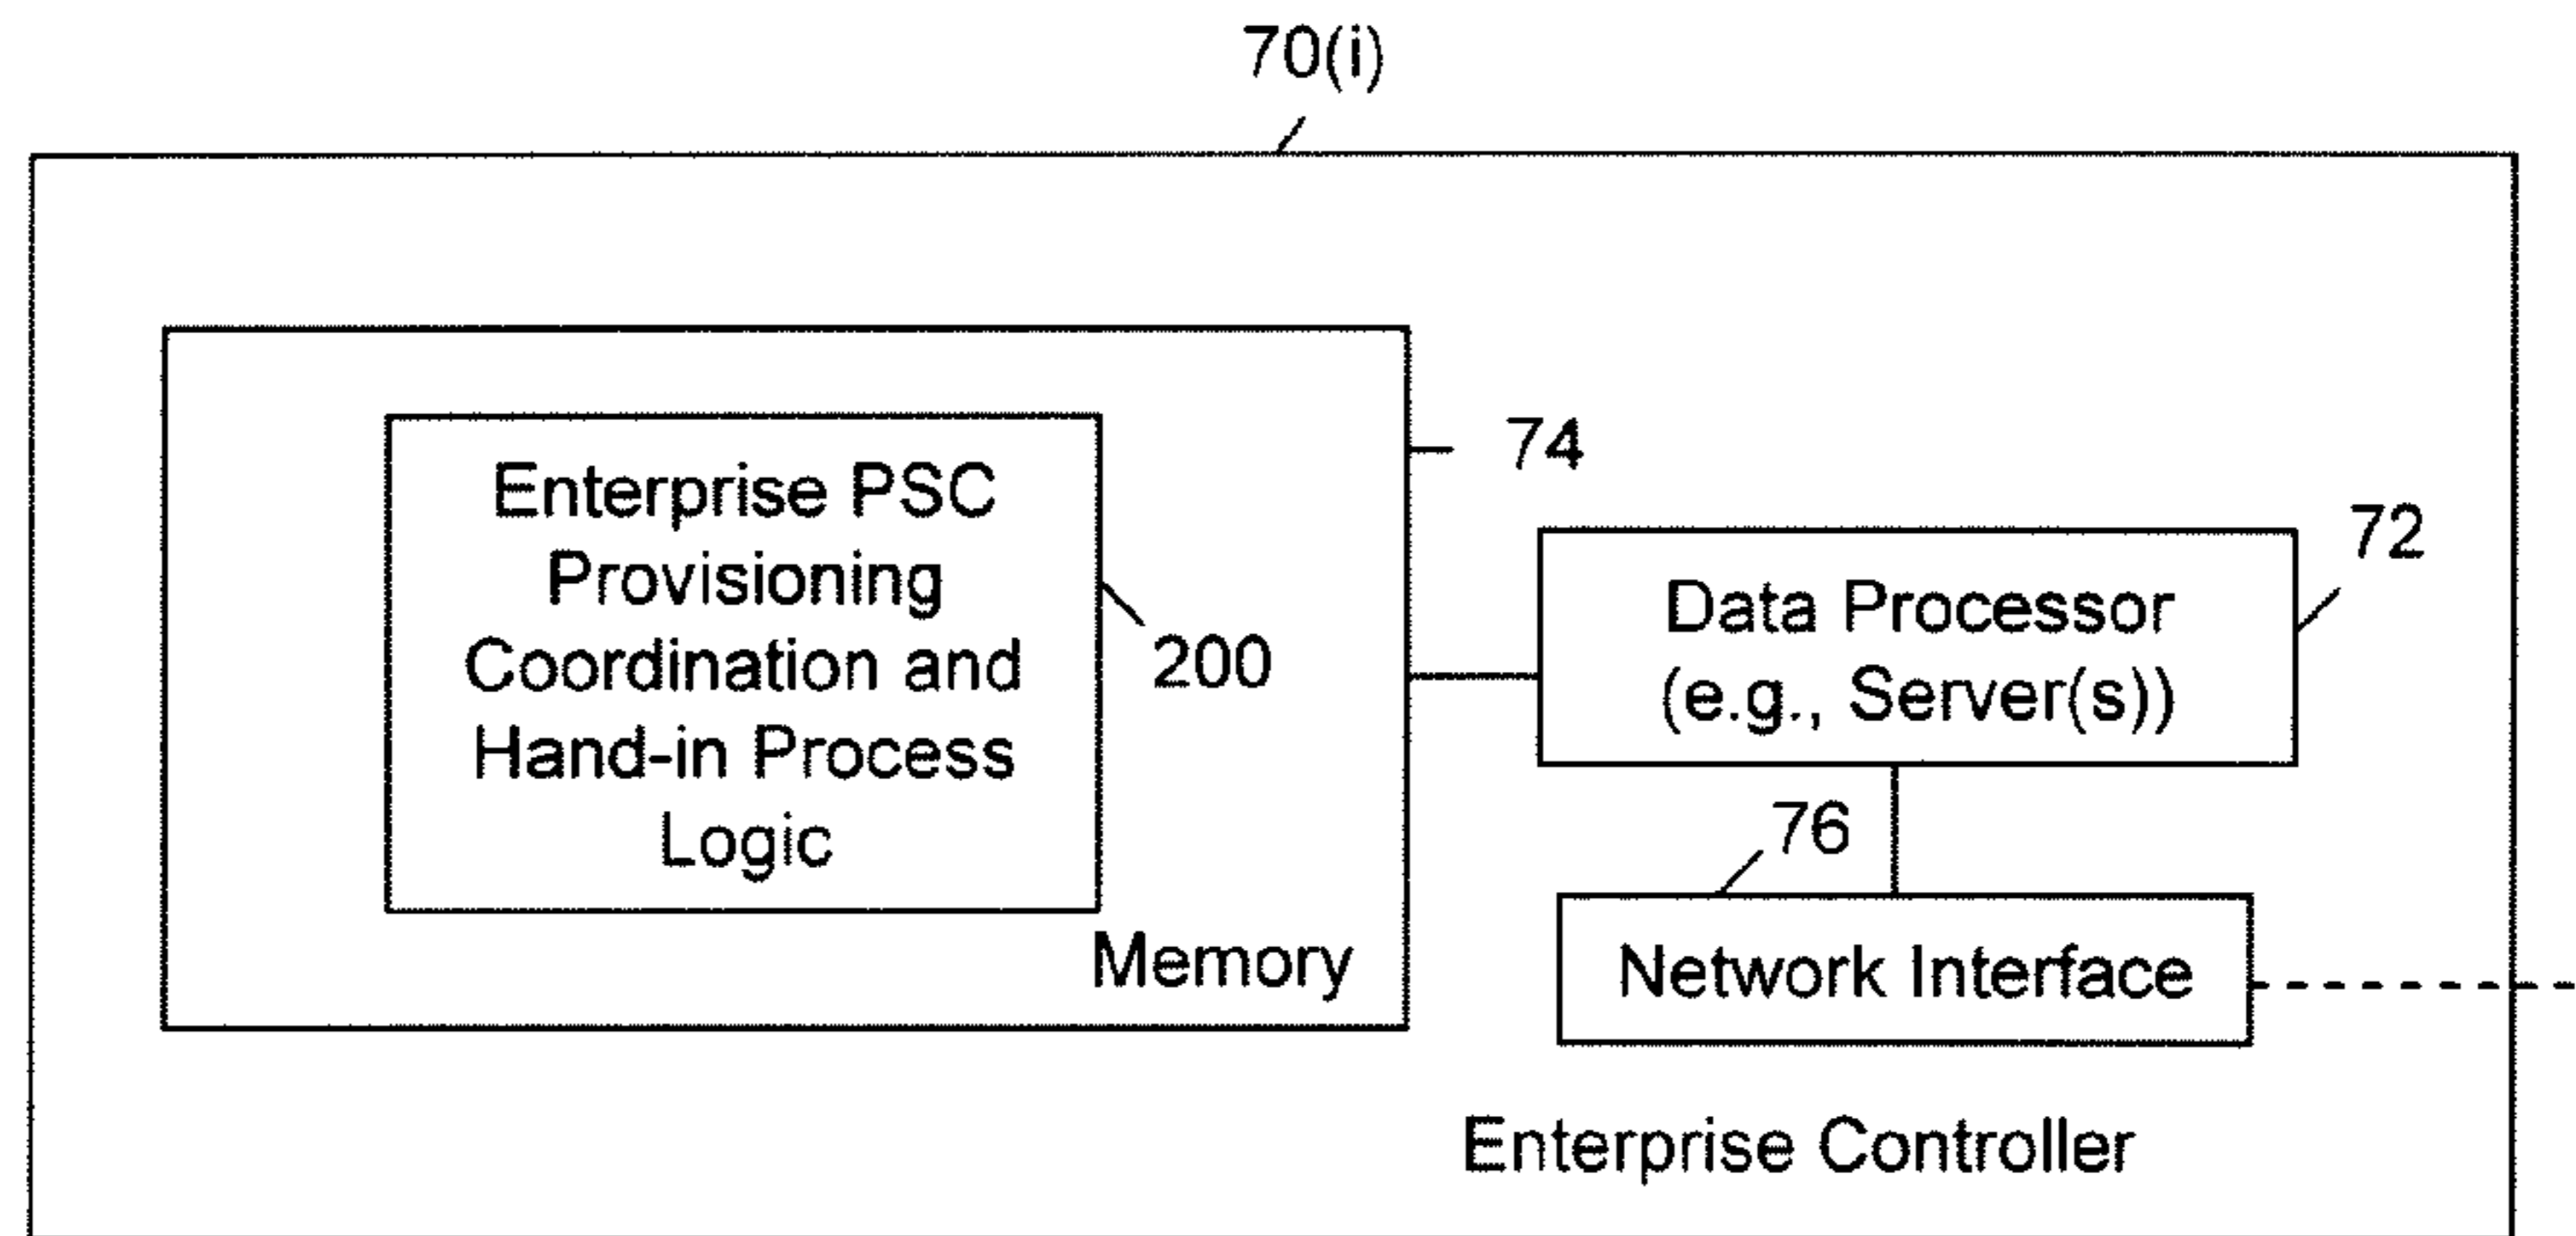 70(i)
Enterprise PSC
Provisioning
Coordination and
Hand-in Process
Logic
200
Memory
74
72
Data Processor
(e.g., Server(s))
76
Network Interface
Enterprise Controller